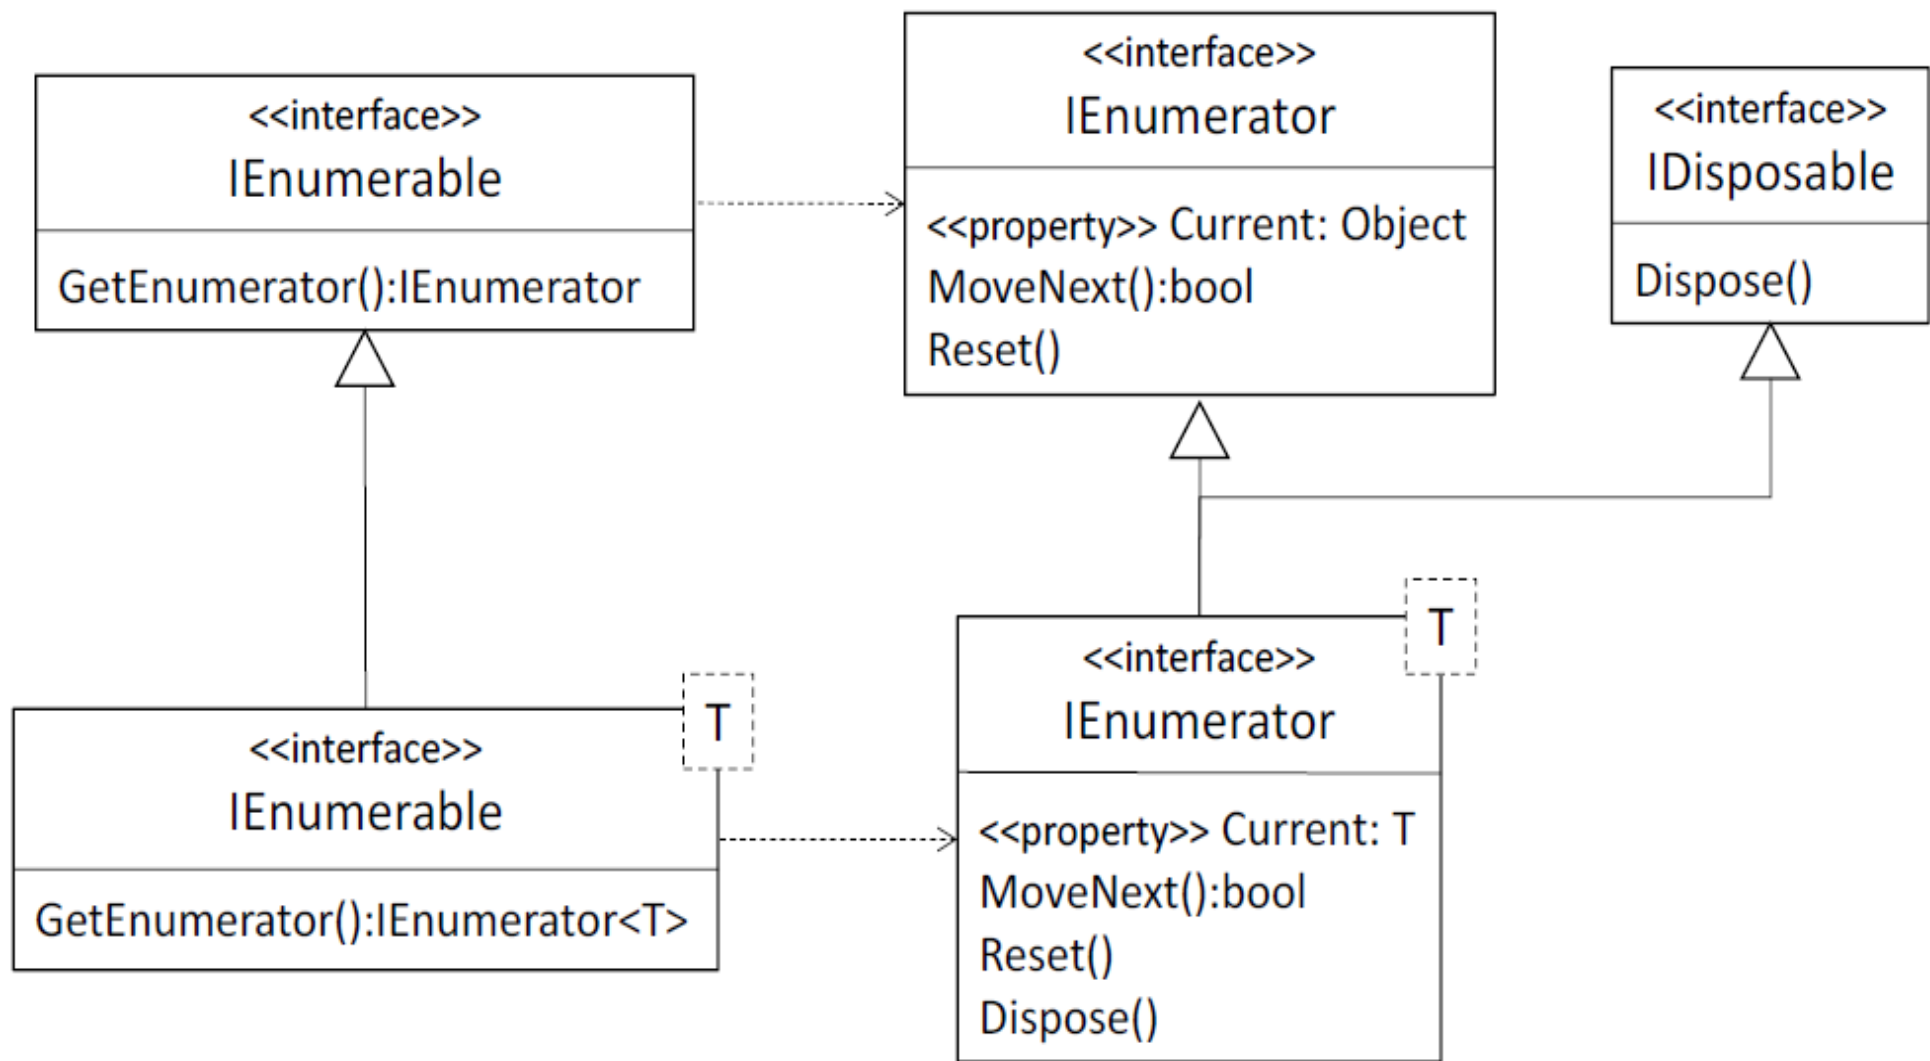 <<interface>>
IEnumerable
GetEnumerator():IEnumerator
<<interface>>
IEnumerator
<<property>> Current: Object
MoveNext():bool
Reset()
<<interface>>
IDisposable
Dispose()
T
<<interface>>
IEnumerable
GetEnumerator():IEnumerator<T>
T
<<interface>>
IEnumerator
<<property>> Current: T
MoveNext():bool
Reset()
Dispose()